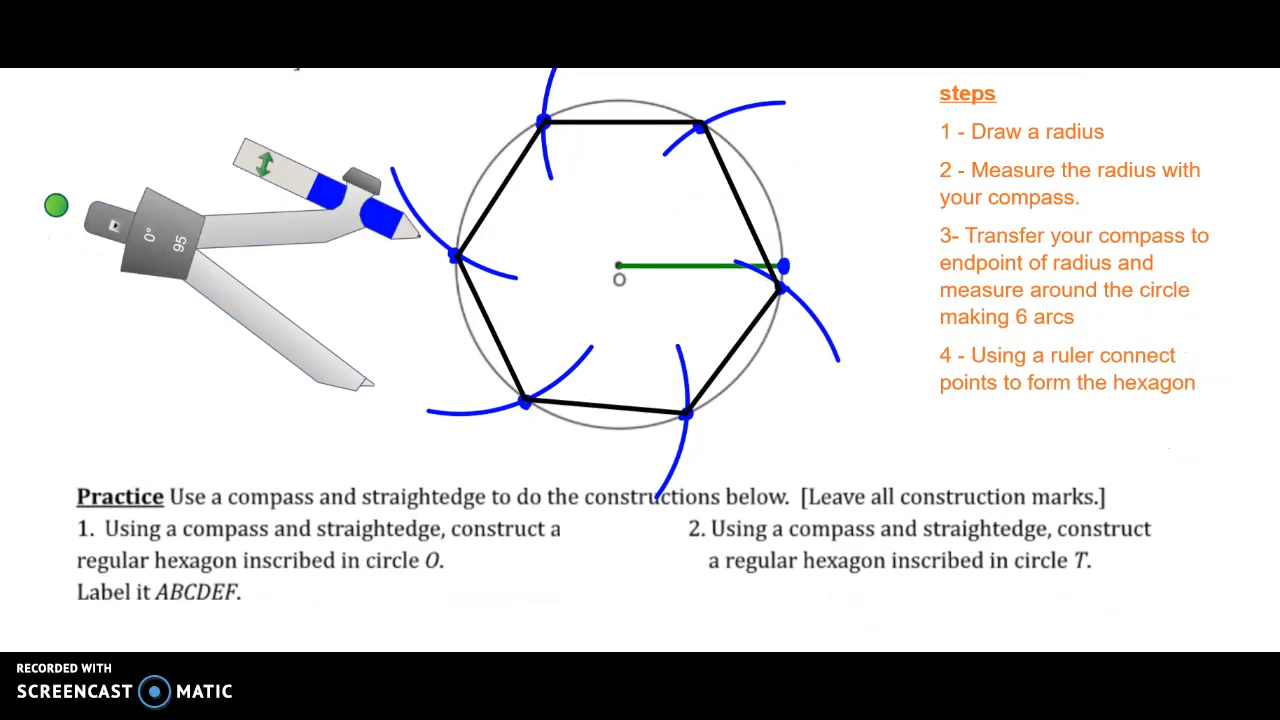 steps
1 - Draw a radius
2 - Measure the radius with
your compass.
3- Transfer your compass to
endpoint of radius and
measure around the circle
making 6 arcs
4 - Using a ruler connect
points to form the hexagon
0°
95
O
Practice Use a compass and straightedge to do the constructions below. [Leave all construction marks.]
1. Using a compass and straightedge, construct a
regular hexagon inscribed in circle O.
Label it ABCDEF.
2. Using a compass and straightedge, construct
a regular hexagon inscribed in circle T.
RECORDED WITH
SCREENCAST MATIC